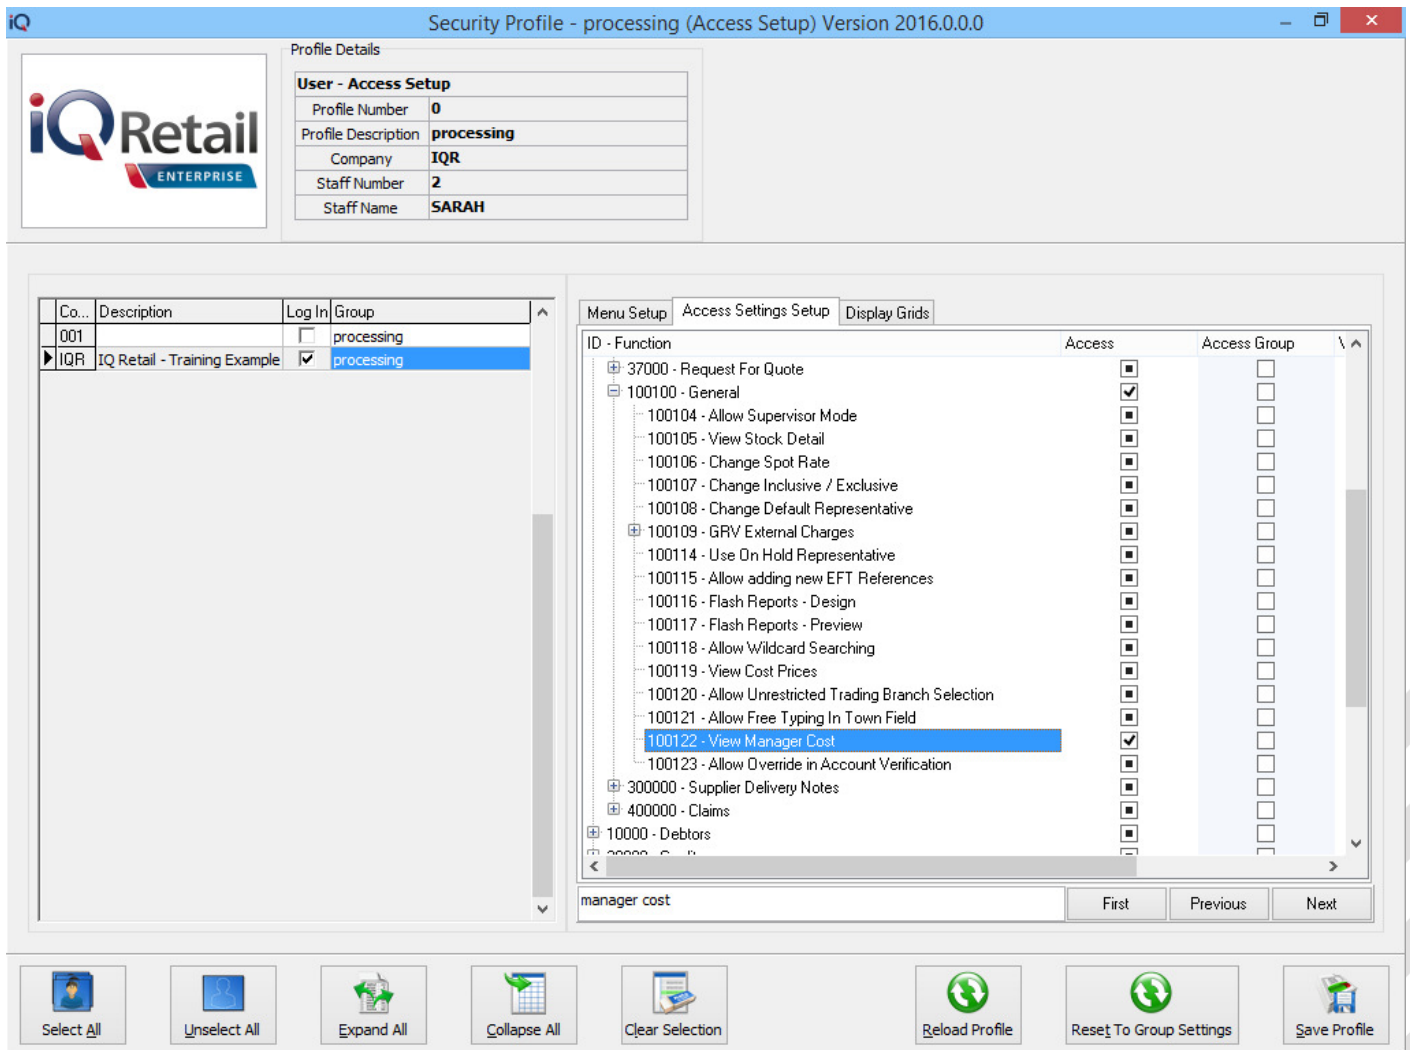 iQ
Security Profile - processing (Access Setup) Version 2016.0.0.0
iQ Retail
ENTERPRISE
Profile Details
User - Access Setup
Profile Number 0
Profile Description processing
Company IQR
Staff Number 2
Staff Name SARAH
Co... Description Log In Group
001 processing
IQR IQ Retail - Training Example processing
Menu Setup Access Settings Setup Display Grids
ID - Function Access Access Group
37000 - Request For Quote
100100 - General
100104 - Allow Supervisor Mode
100105 - View Stock Detail
100106 - Change Spot Rate
100107 - Change Inclusive / Exclusive
100108 - Change Default Representative
100109 - GRV External Charges
100114 - Use On Hold Representative
100115 - Allow adding new EFT References
100116 - Flash Reports - Design
100117 - Flash Reports - Preview
100118 - Allow Wildcard Searching
100119 - View Cost Prices
100120 - Allow Unrestricted Trading Branch Selection
100121 - Allow Free Typing In Town Field
100122 - View Manager Cost
100123 - Allow Override in Account Verification
300000 - Supplier Delivery Notes
400000 - Claims
10000 - Debtors
manager cost First Previous Next
Select All Unselect All Expand All Collapse All Clear Selection Reload Profile Reset To Group Settings Save Profile